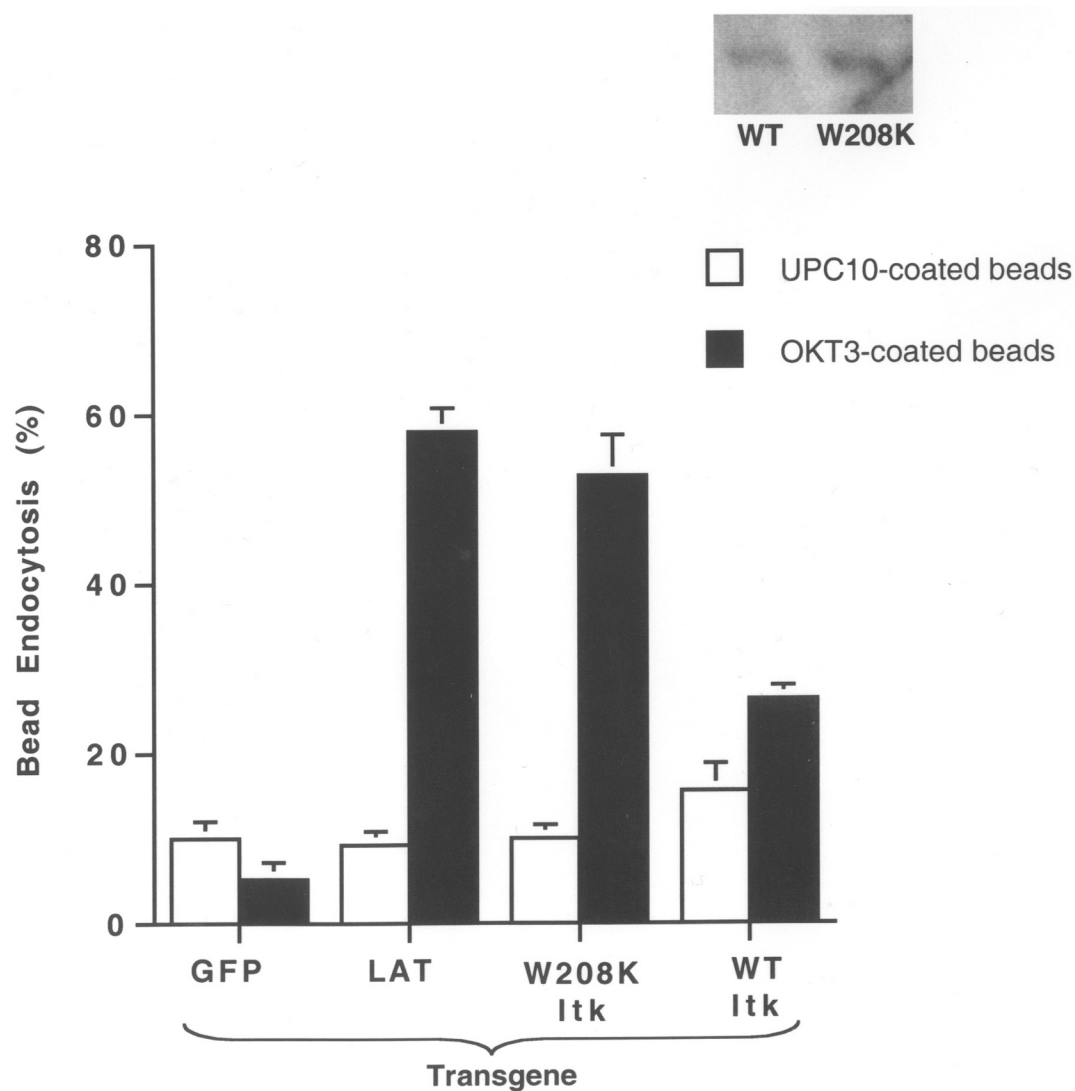 WT W208K
UPC10-coated beads
OKT3-coated beads
80
60
40
20
0
Bead Endocytosis (%)
GFP LAT W208K Itk WT Itk
Transgene